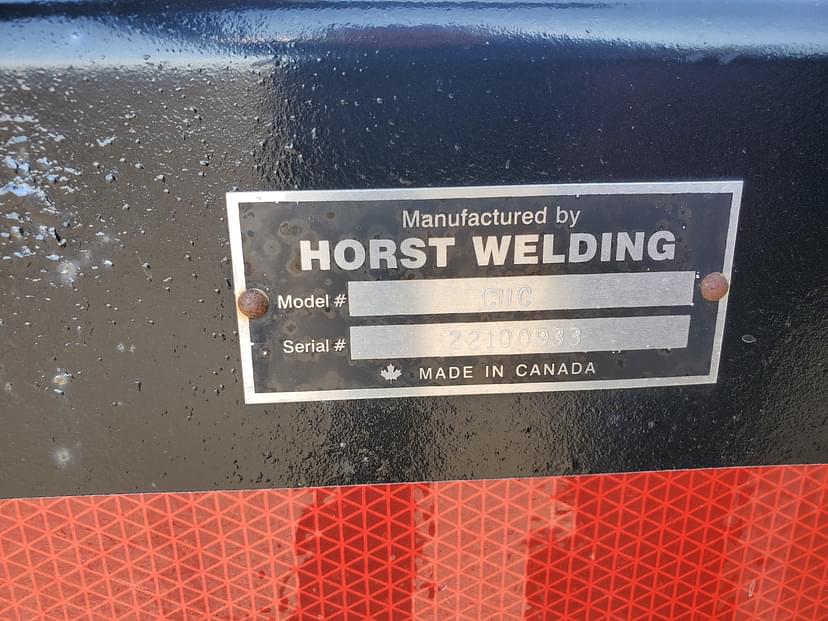 Manufactured by
HORST WELDING
Model # CHC
Serial # 22100933
MADE IN CANADA